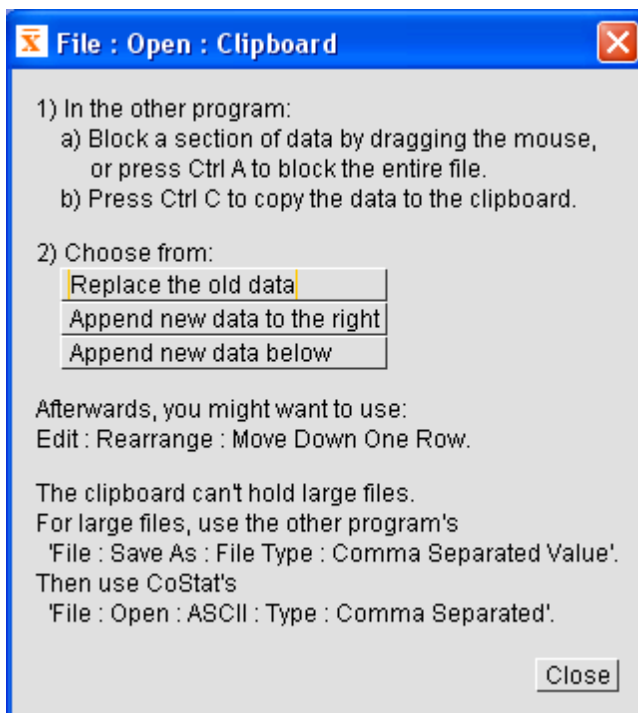 x̄ File : Open : Clipboard
1) In the other program:
a) Block a section of data by dragging the mouse,
or press Ctrl A to block the entire file.
b) Press Ctrl C to copy the data to the clipboard.
2) Choose from:
Replace the old data
Append new data to the right
Append new data below
Afterwards, you might want to use:
Edit : Rearrange : Move Down One Row.
The clipboard can't hold large files.
For large files, use the other program's
'File : Save As : File Type : Comma Separated Value'.
Then use CoStat's
'File : Open : ASCII : Type : Comma Separated'.
Close